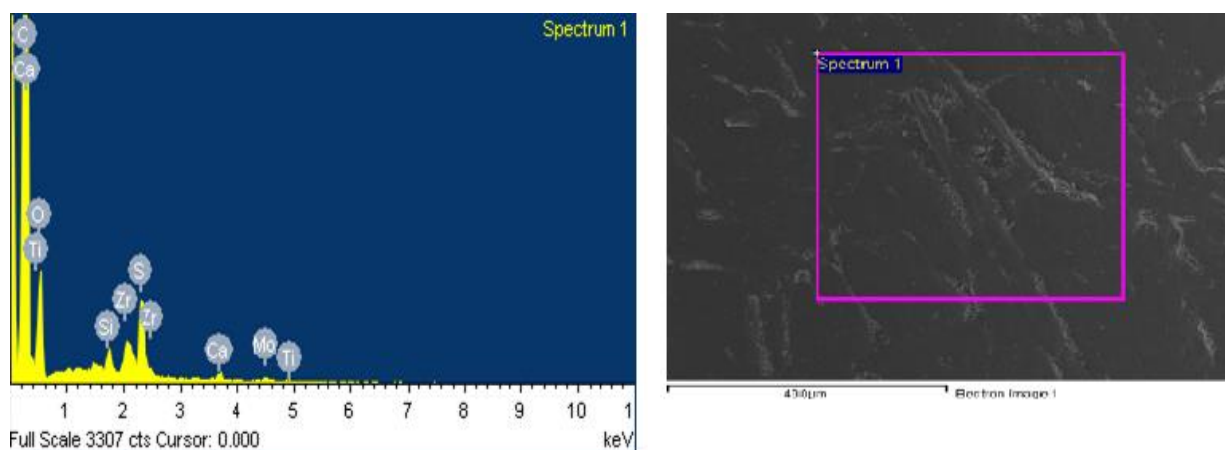 Spectrum 1
C
Ca
O
Ti
Si
Zr
S
Zr
Ca
Mo
Ti
1 2 3 4 5 6 7 8 9 10 1
Full Scale 3307 cts Cursor: 0.000 keV
Spectrum 1
Electron Image 1